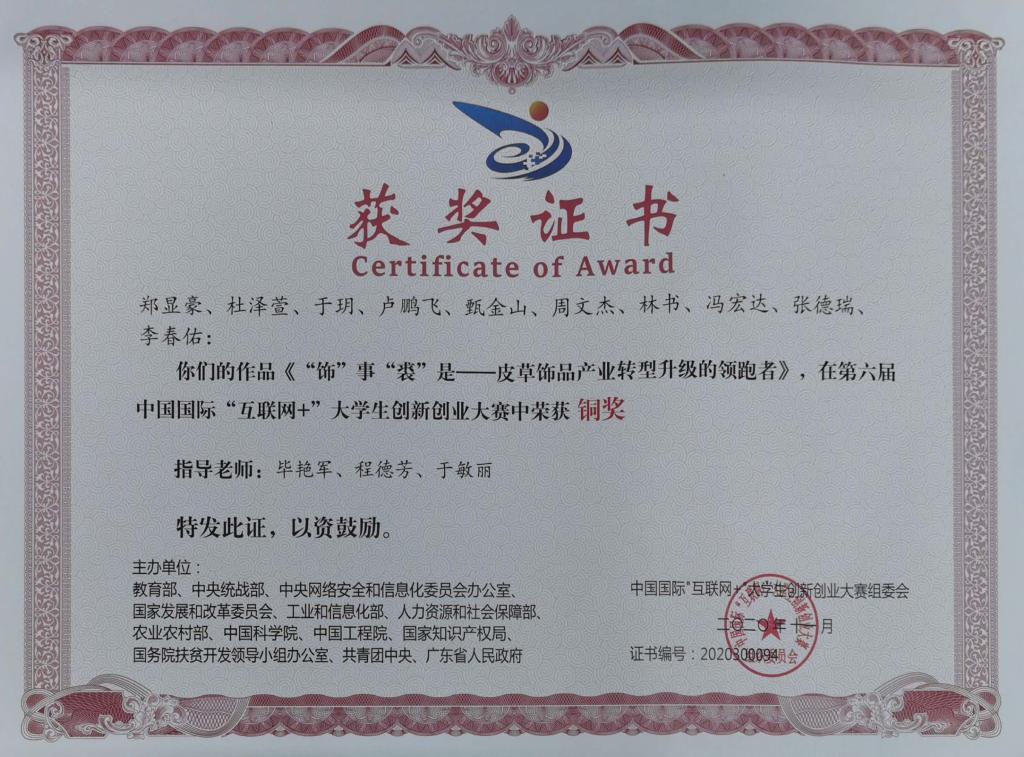 获奖证书
Certificate of Award
郑显豪、杜泽萱、于玥、卢鹏飞、甄金山、周文杰、林书、冯宏达、张德瑞、
李春佑:
你们的作品《“饰”事“裘”是——皮草饰品产业转型升级的领跑者》,在第六届
中国国际“互联网+”大学生创新创业大赛中荣获 铜奖
指导老师:毕艳军、程德芳、于敏丽
特发此证,以资鼓励。
主办单位:
教育部、中央统战部、中央网络安全和信息化委员会办公室、
国家发展和改革委员会、工业和信息化部、人力资源和社会保障部、
农业农村部、中国科学院、中国工程院、国家知识产权局、
国务院扶贫开发领导小组办公室、共青团中央、广东省人民政府
中国国际"互联网+"大学生创新创业大赛组委会
二〇二〇年十一月
证书编号:2020300094